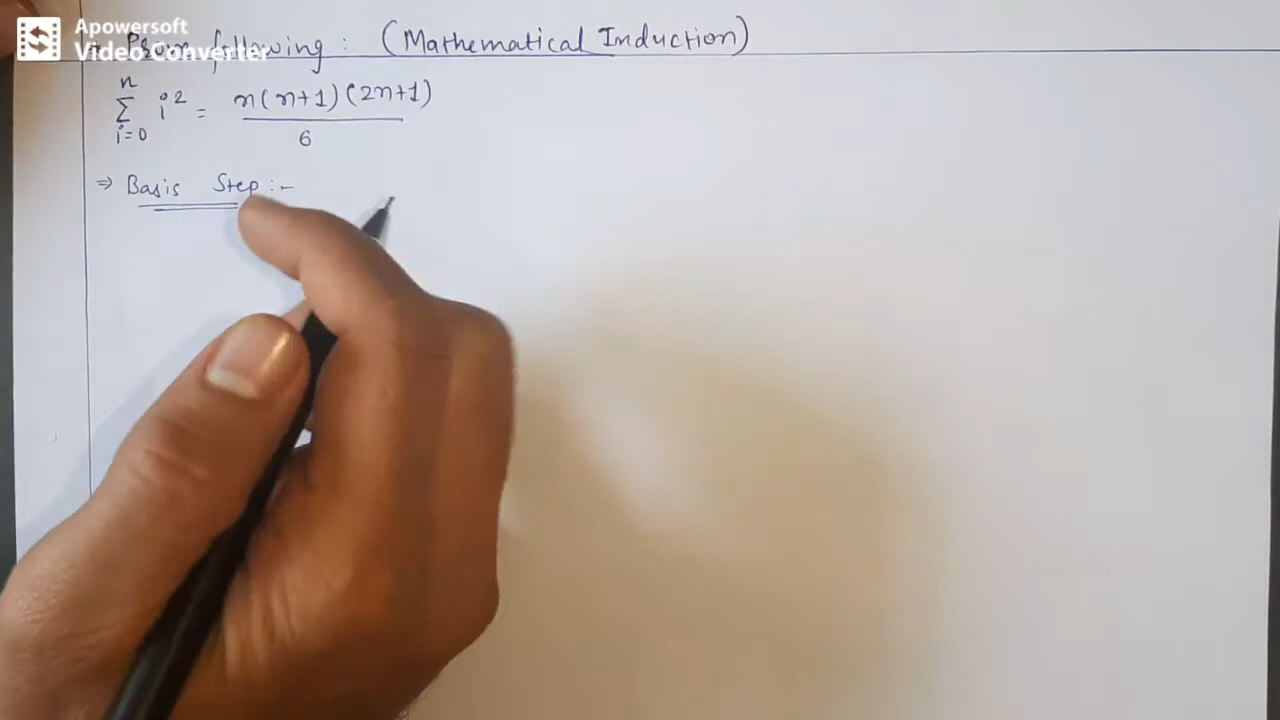 Apowersoft
Video Converter
following : (Mathematical Induction)
n
∑ i² = n(n+1)(2n+1)
i=0 6
⇒ Basis Step :-